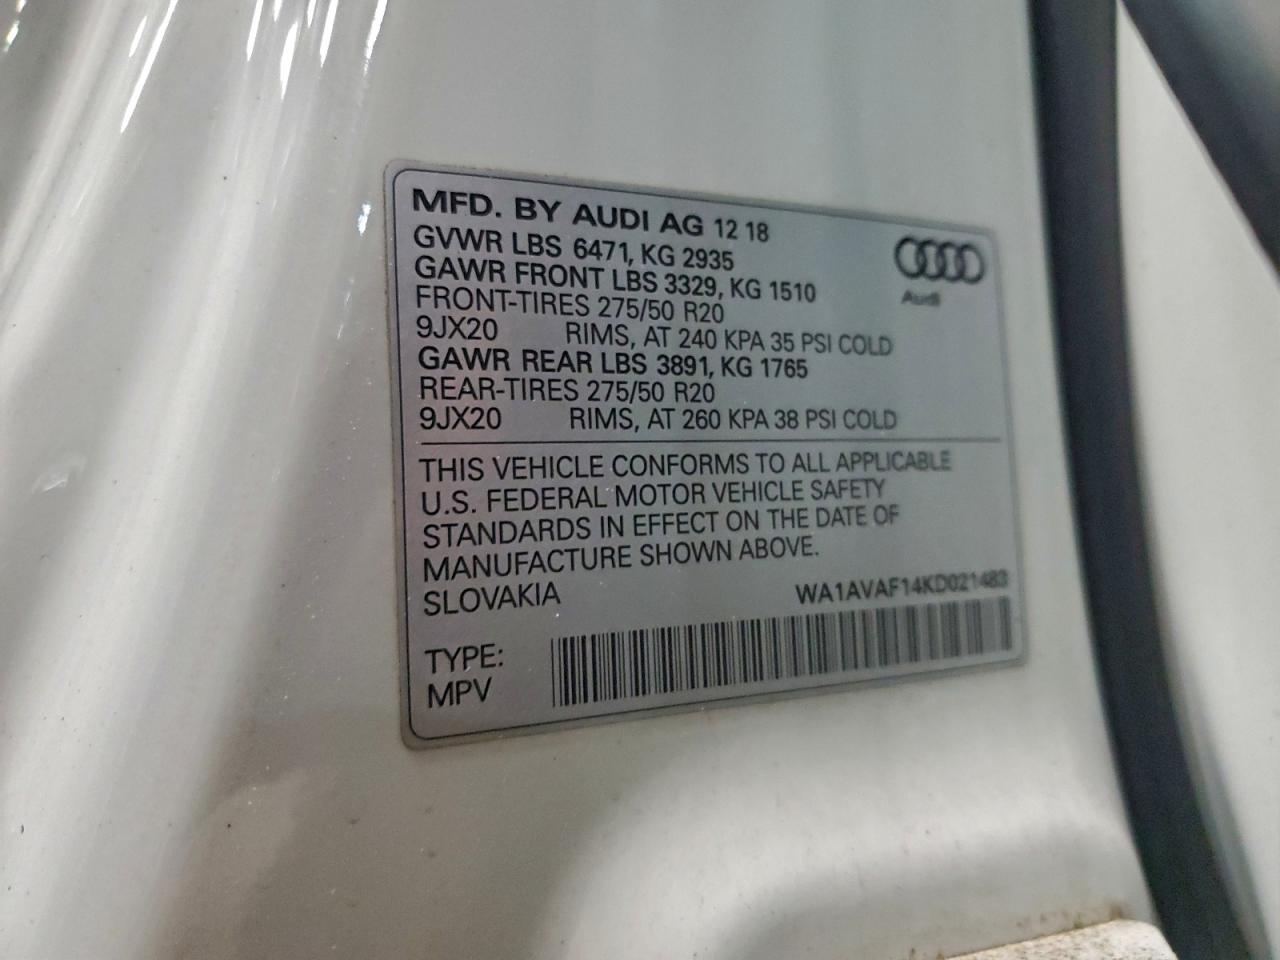 MFD. BY AUDI AG 12 18
GVWR LBS 6471, KG 2935
GAWR FRONT LBS 3329, KG 1510
FRONT-TIRES 275/50 R20
9JX20 RIMS, AT 240 KPA 35 PSI COLD
GAWR REAR LBS 3891, KG 1765
REAR-TIRES 275/50 R20
9JX20 RIMS, AT 260 KPA 38 PSI COLD
Audi
THIS VEHICLE CONFORMS TO ALL APPLICABLE
U.S. FEDERAL MOTOR VEHICLE SAFETY
STANDARDS IN EFFECT ON THE DATE OF
MANUFACTURE SHOWN ABOVE.
SLOVAKIA WA1AVAF14KD021483
TYPE:
MPV